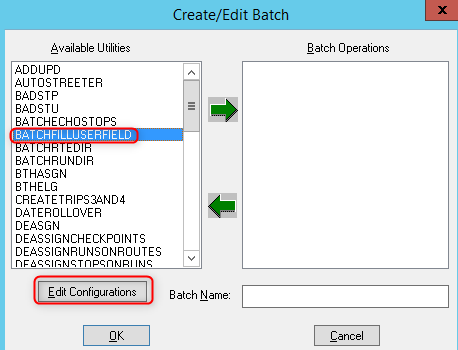 Create/Edit Batch
x
Available Utilities
Batch Operations
ADDUPD
AUTOSTREETER
BADSTP
BADSTU
BATCHECHOSTOPS
BATCHFILLUSERFIELD
BATCHRTEDIR
BATCHRUNDIR
BTHASGN
BTHELG
CREATETRIPS3AND4
DATEROLLOVER
DEASGN
DEASSIGNCHECKPOINTS
DEASSIGNRUNSONROUTES
DEASSIGNSTOPSONRUNS
Edit Configurations
Batch Name:
OK
Cancel